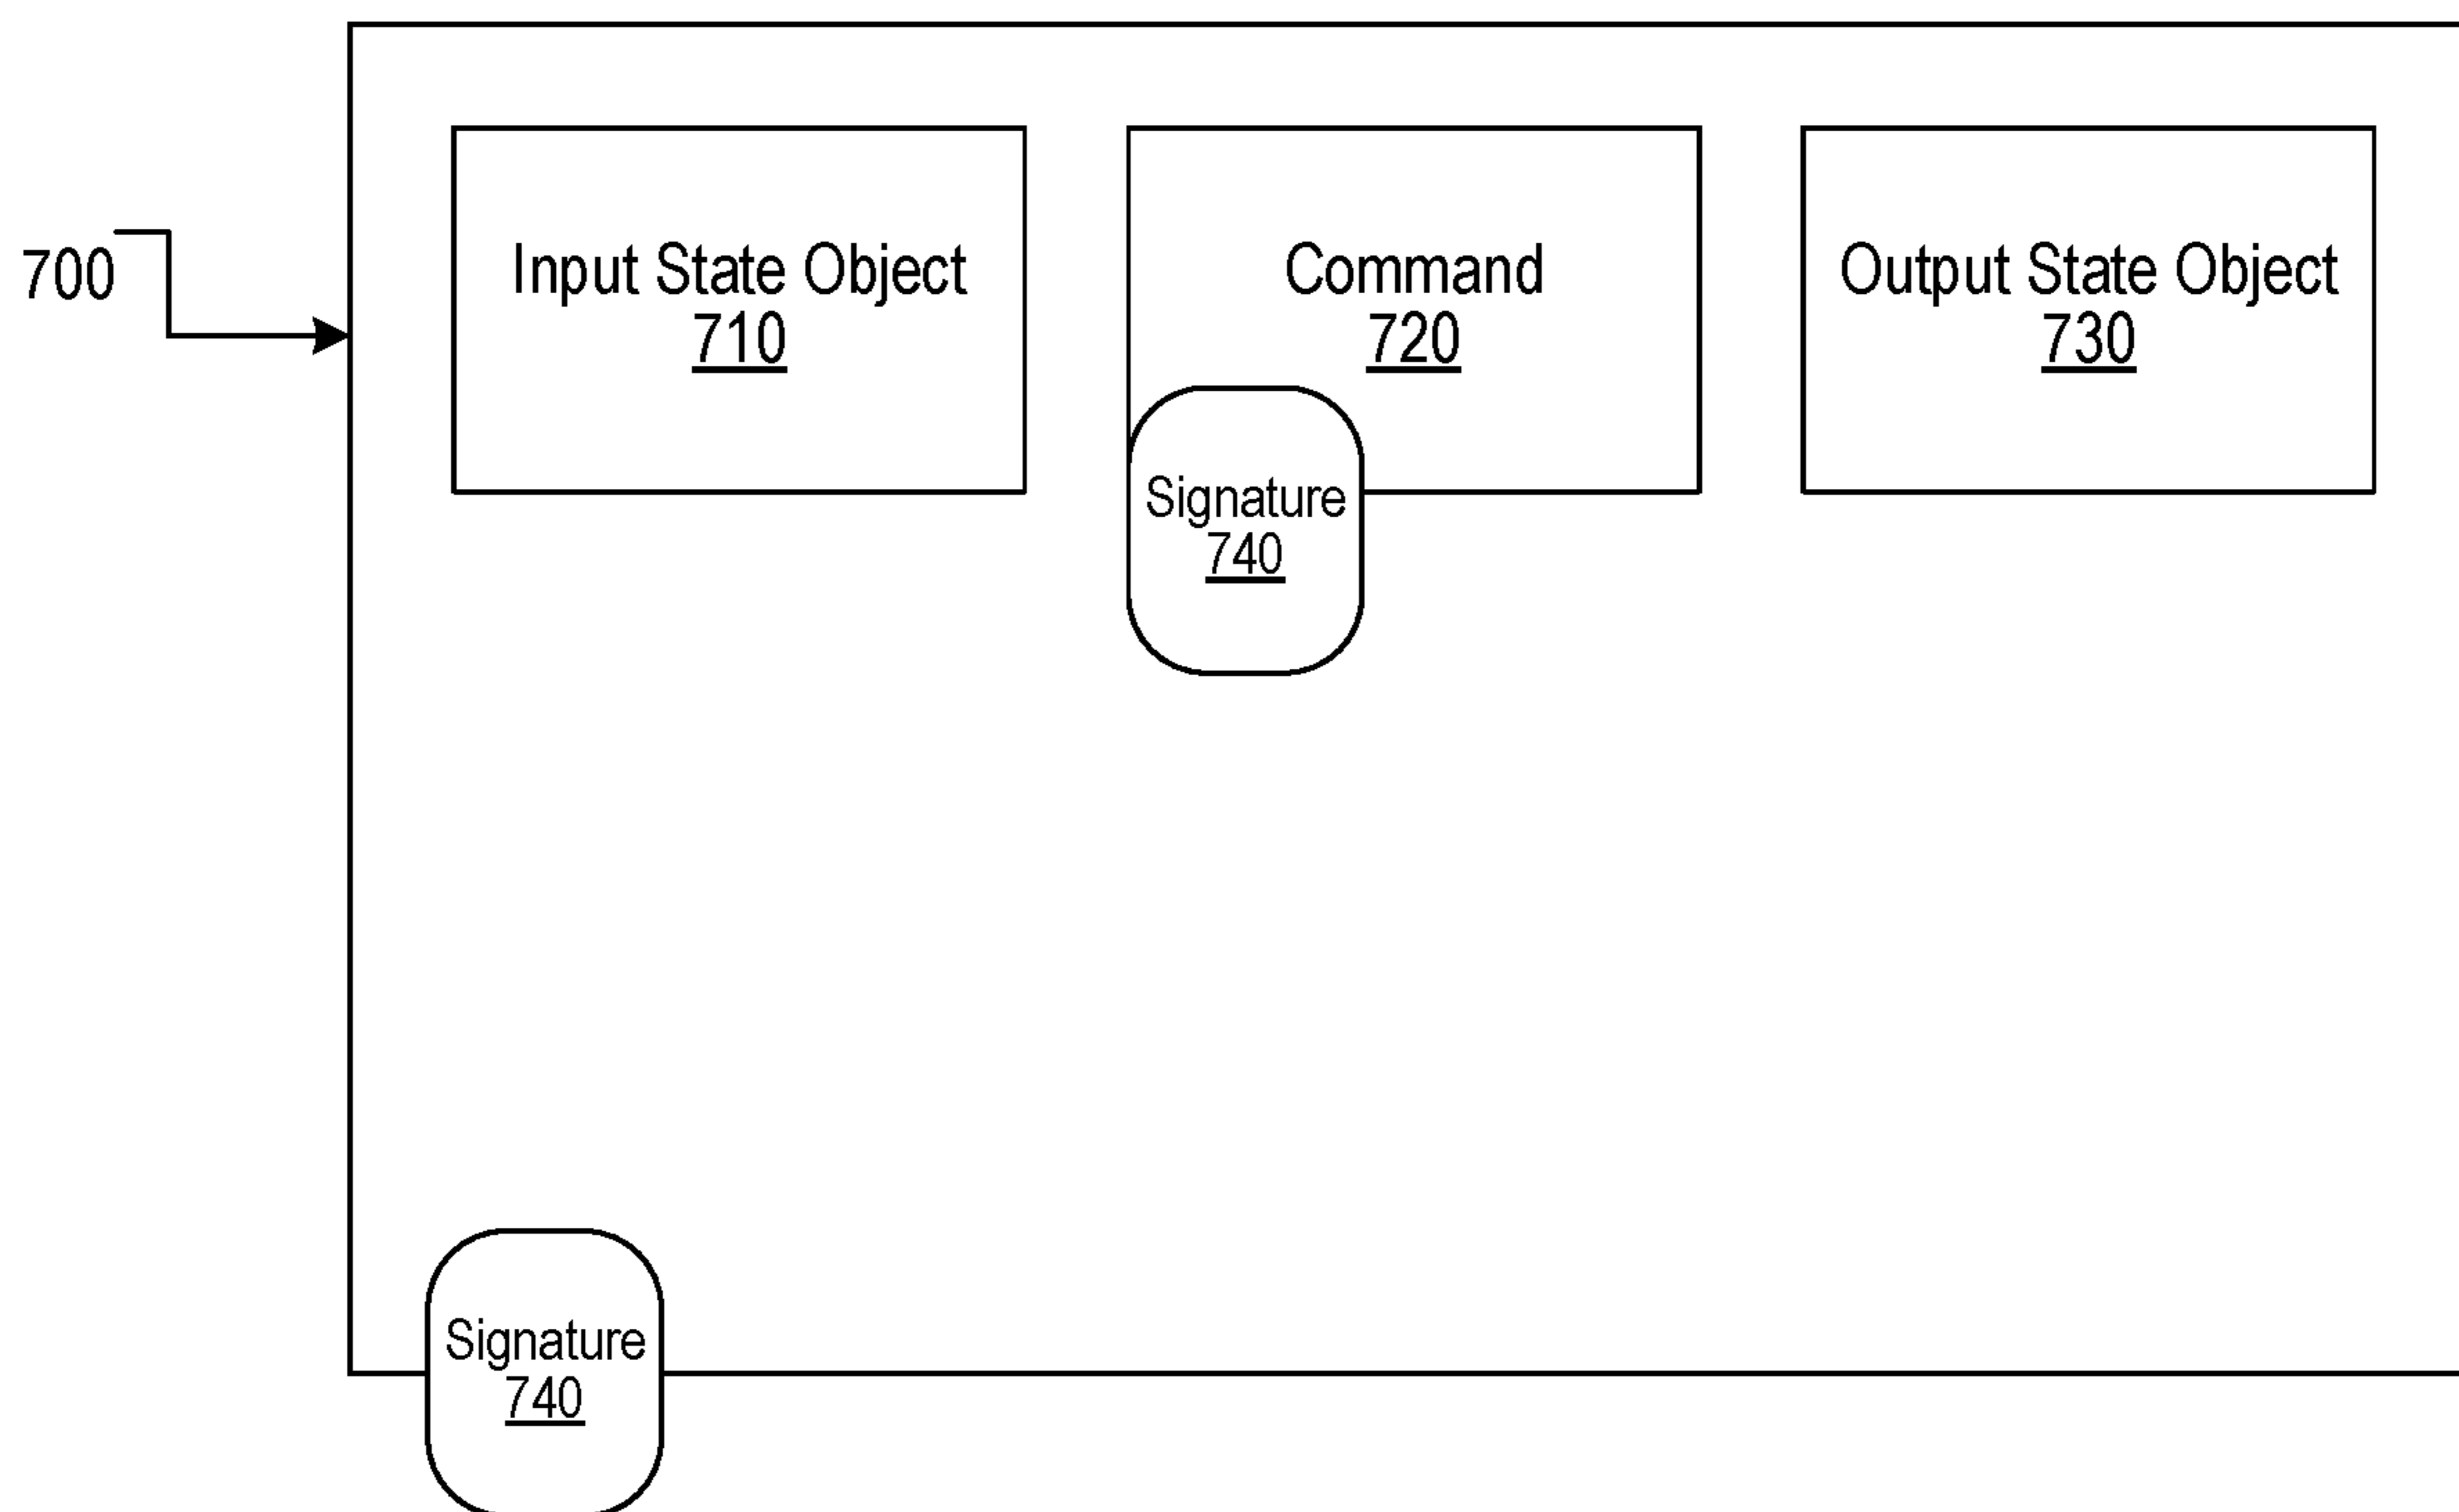 700
Input State Object
710
Command
720
Output State Object
730
Signature
740
Signature
740